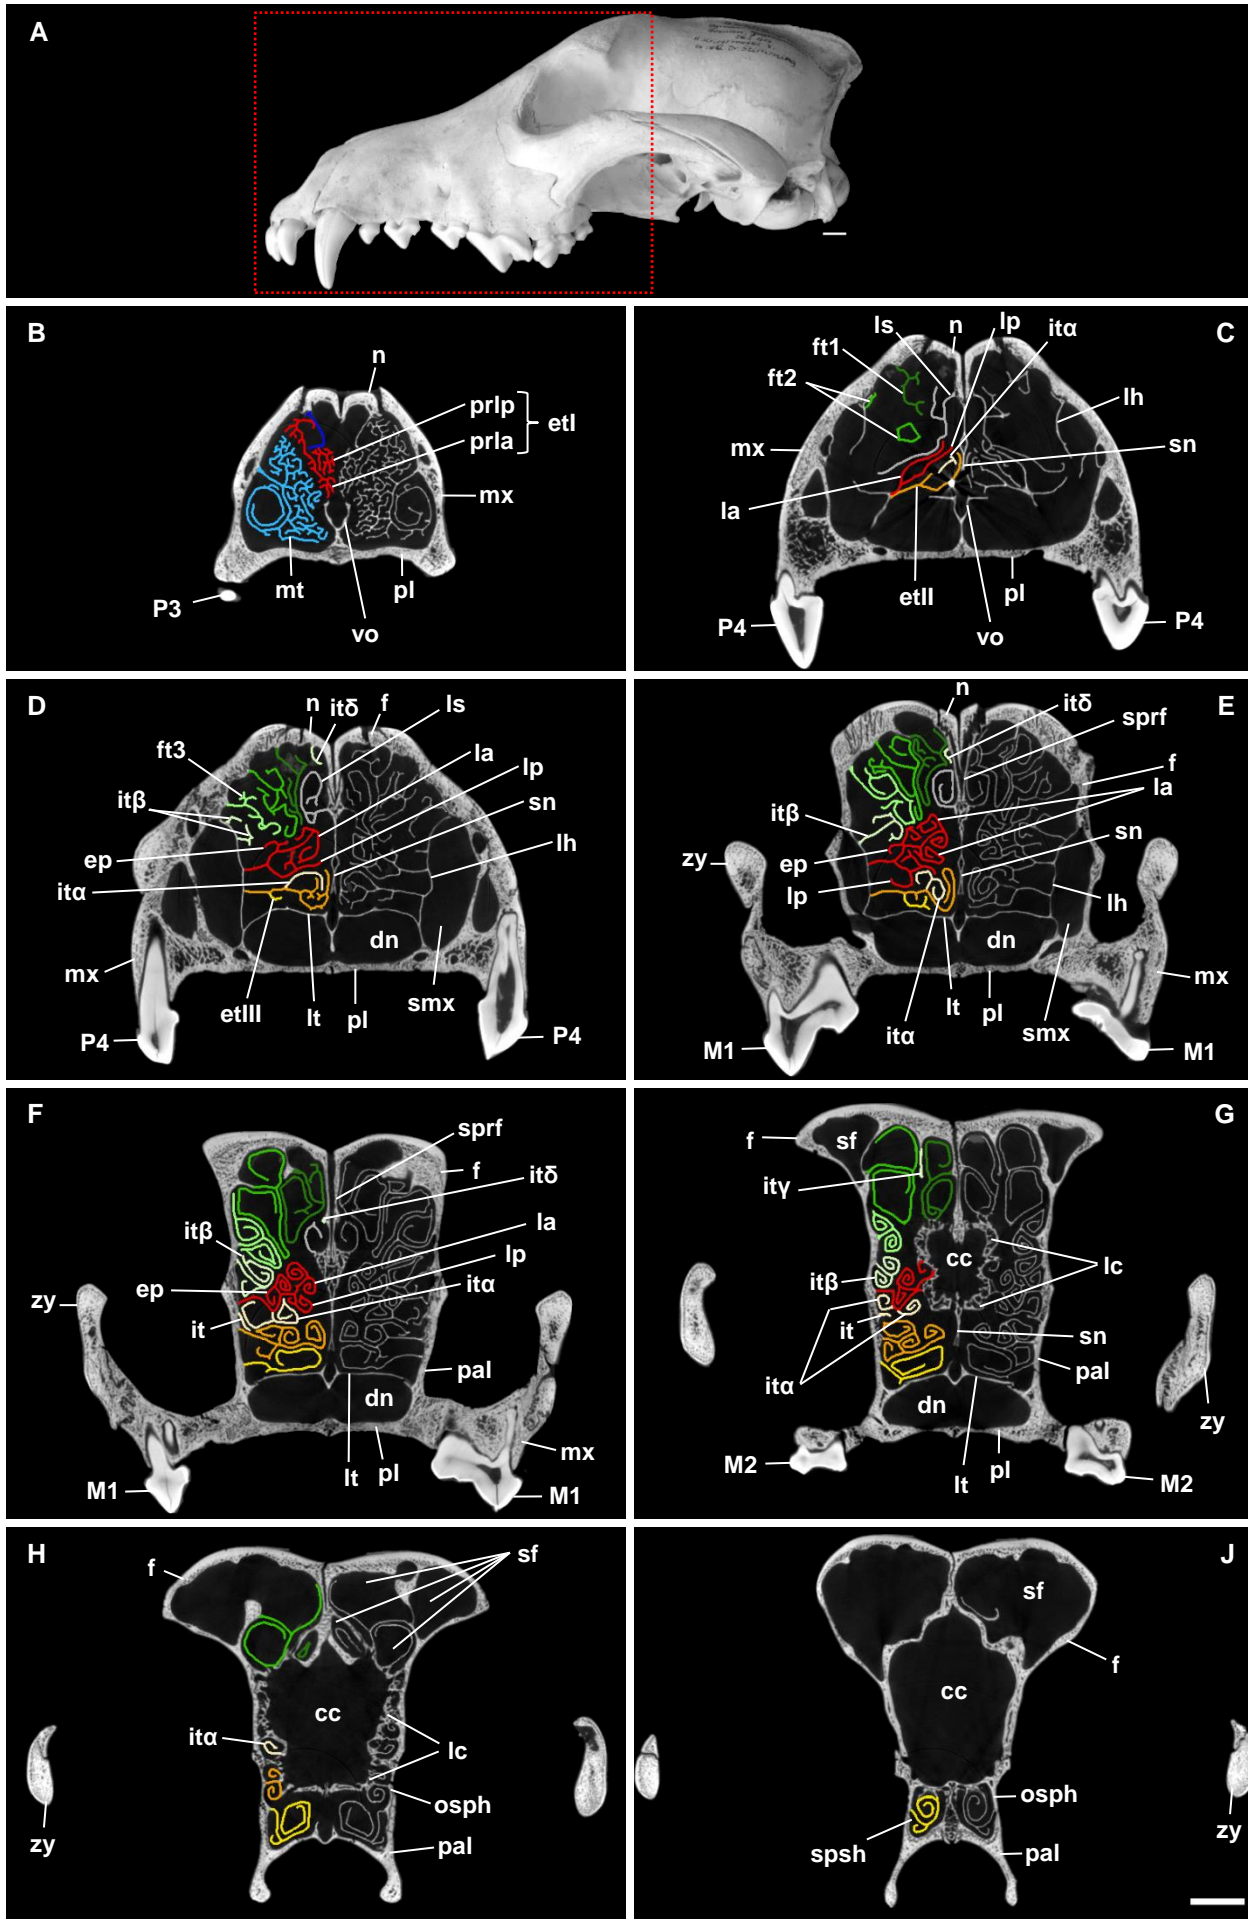 A
B
n
prlp
etI
prla
mx
mt
pl
P3
vo
C
ls
n
lp
itα
ft1
ft2
lh
mx
sn
la
etII
pl
P4
vo
P4
D
n
itδ
f
ls
ft3
la
itβ
lp
sn
ep
lh
itα
dn
mx
etIII
lt
pl
smx
P4
P4
E
n
itδ
sprf
f
la
itβ
sn
zy
ep
lp
lh
dn
mx
itα
lt
pl
smx
M1
M1
F
sprf
f
itδ
itβ
la
lp
ep
itα
zy
it
pal
dn
mx
lt
pl
M1
M1
G
f
sf
itγ
cc
lc
itβ
it
sn
pal
itα
dn
zy
M2
lt
pl
M2
H
sf
f
cc
itα
lc
osph
zy
pal
J
sf
f
cc
osph
spsh
pal
zy